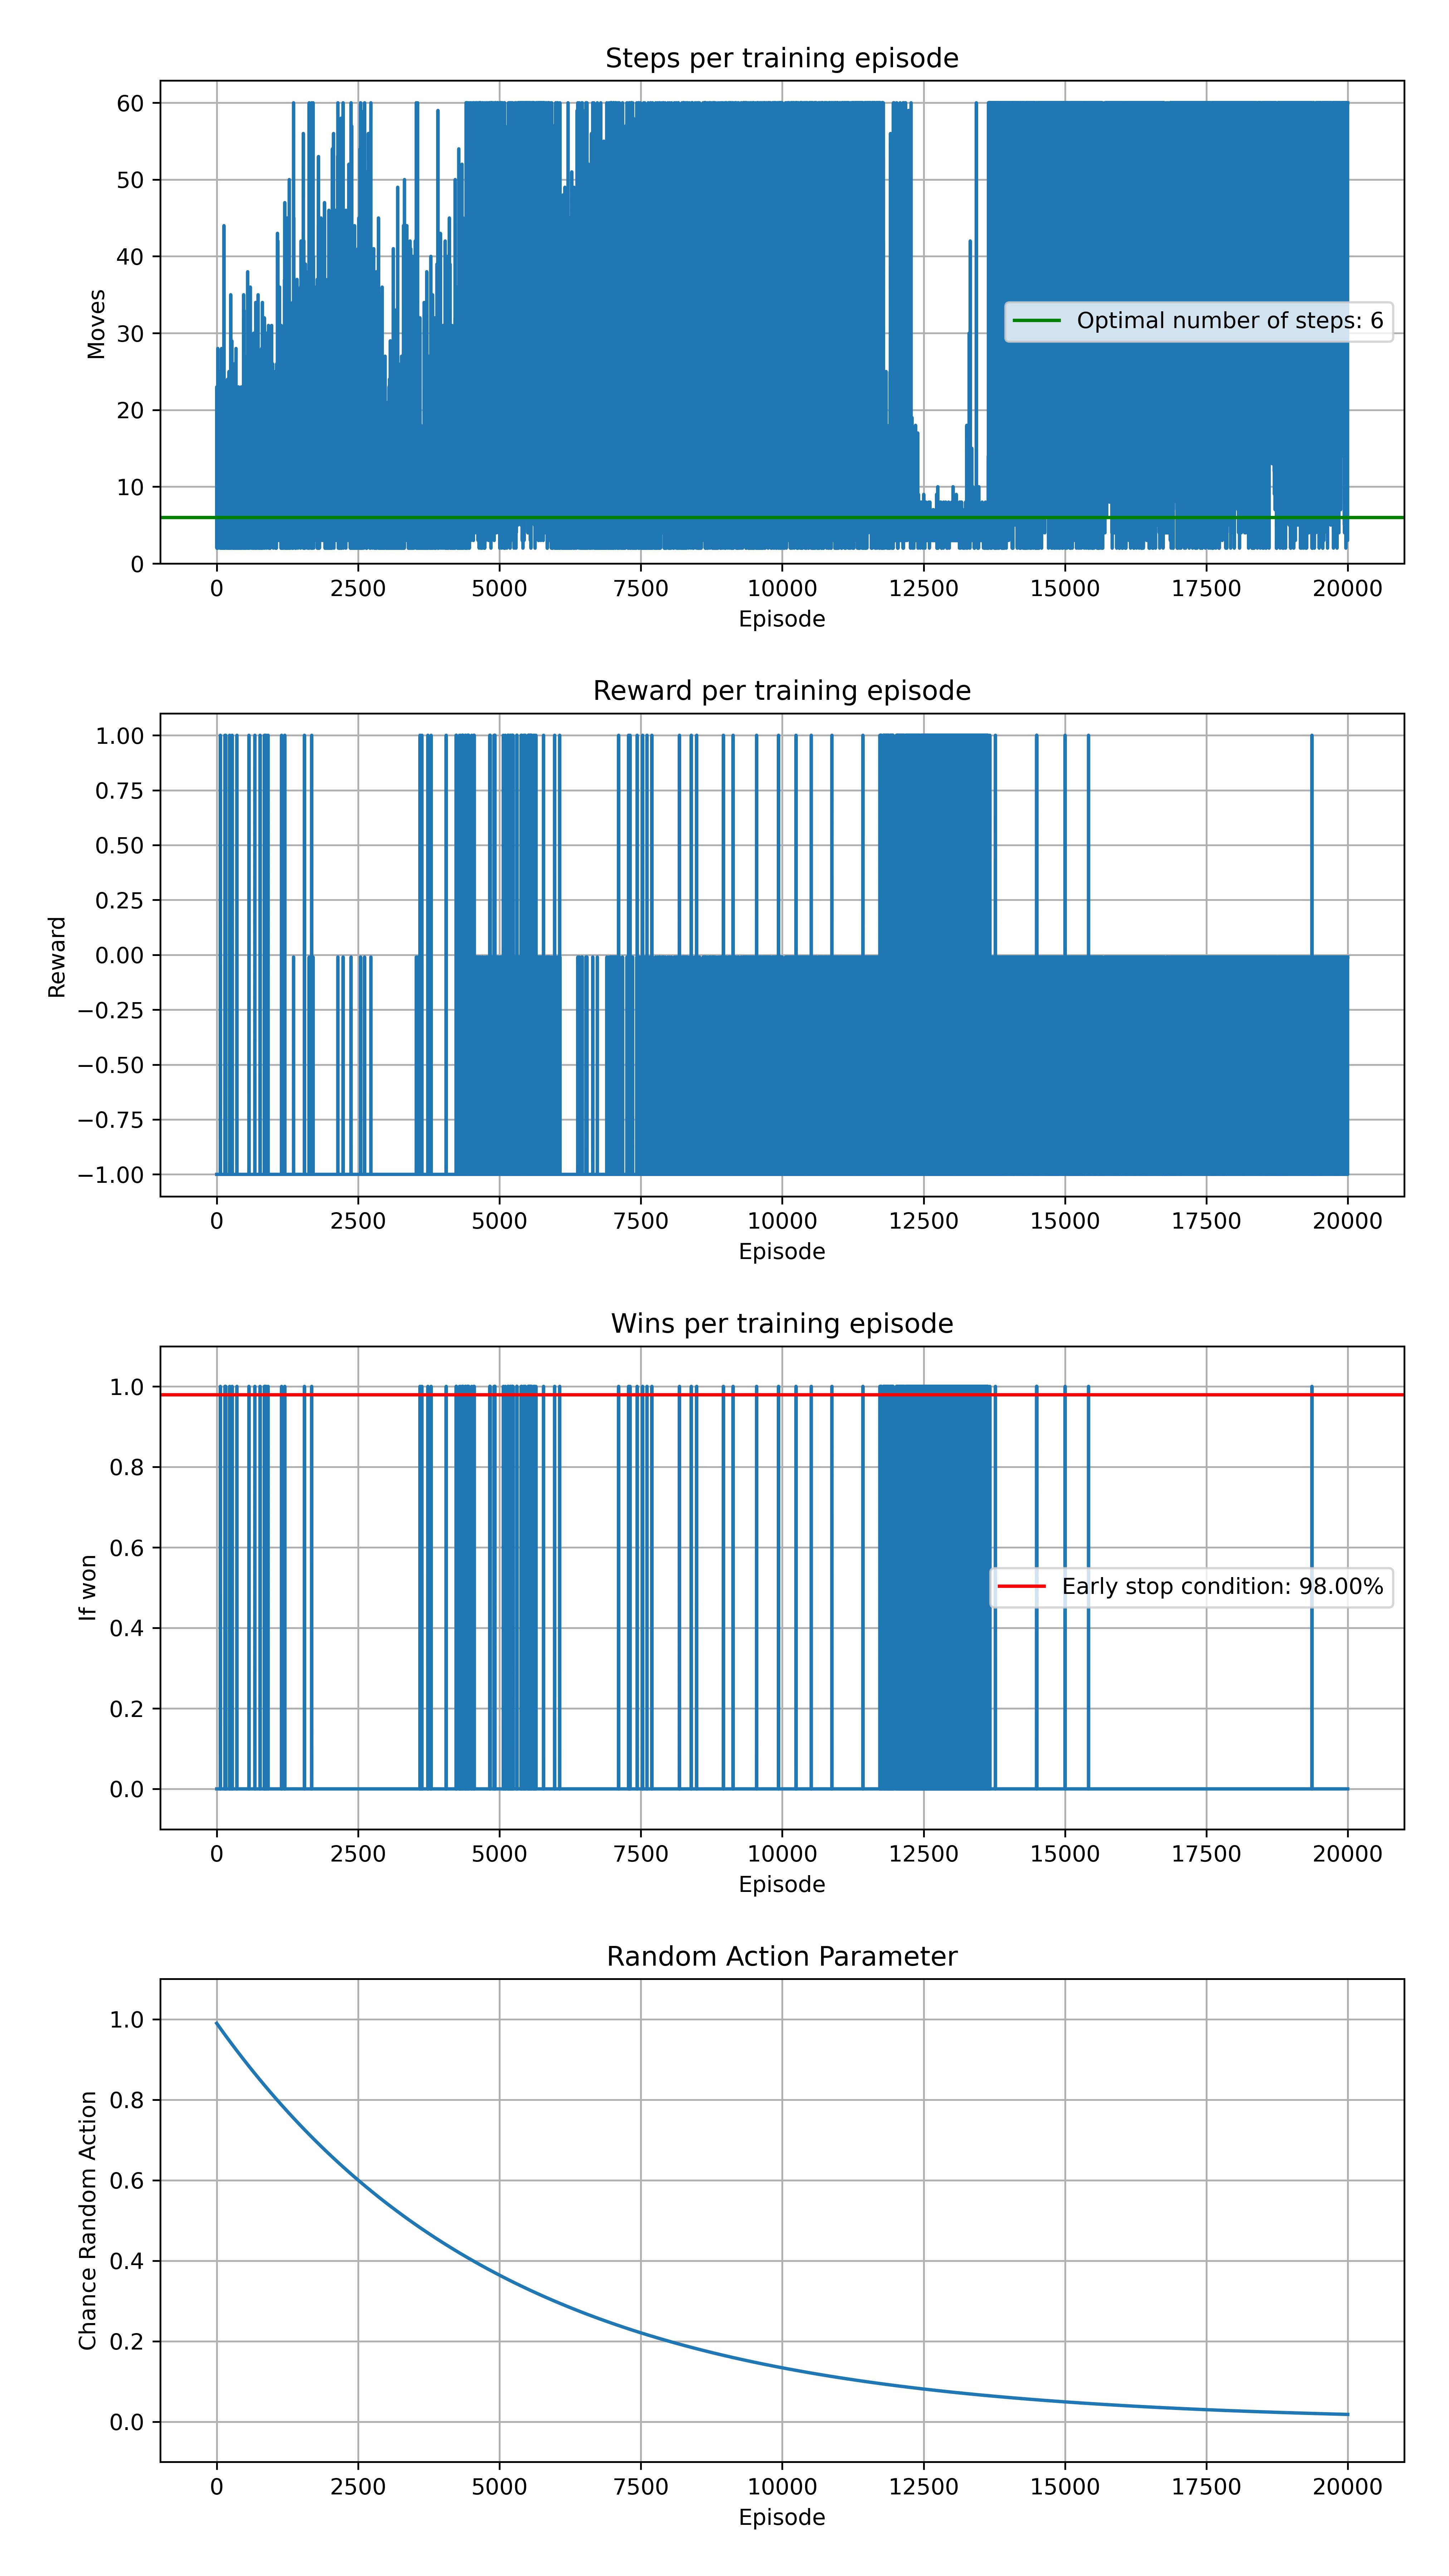 Steps per training episode
60
50
40
30
20
10
0
Moves
Optimal number of steps: 6
0 2500 5000 7500 10000 12500 15000 17500 20000
Episode
Reward per training episode
1.00
0.75
0.50
0.25
0.00
−0.25
−0.50
−0.75
−1.00
Reward
0 2500 5000 7500 10000 12500 15000 17500 20000
Episode
Wins per training episode
1.0
0.8
0.6
0.4
0.2
0.0
If won
Early stop condition: 98.00%
0 2500 5000 7500 10000 12500 15000 17500 20000
Episode
Random Action Parameter
1.0
0.8
0.6
0.4
0.2
0.0
Chance Random Action
0 2500 5000 7500 10000 12500 15000 17500 20000
Episode